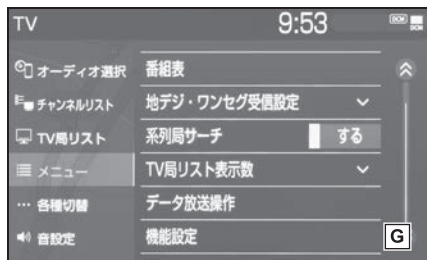 TV
9:53
DCM
DCM
オーディオ選択
チャンネルリスト
TV局リスト
メニュー
各種切替
音設定
番組表
地デジ・ワンセグ受信設定
系列局サーチ
する
TV局リスト表示数
データ放送操作
機能設定
G